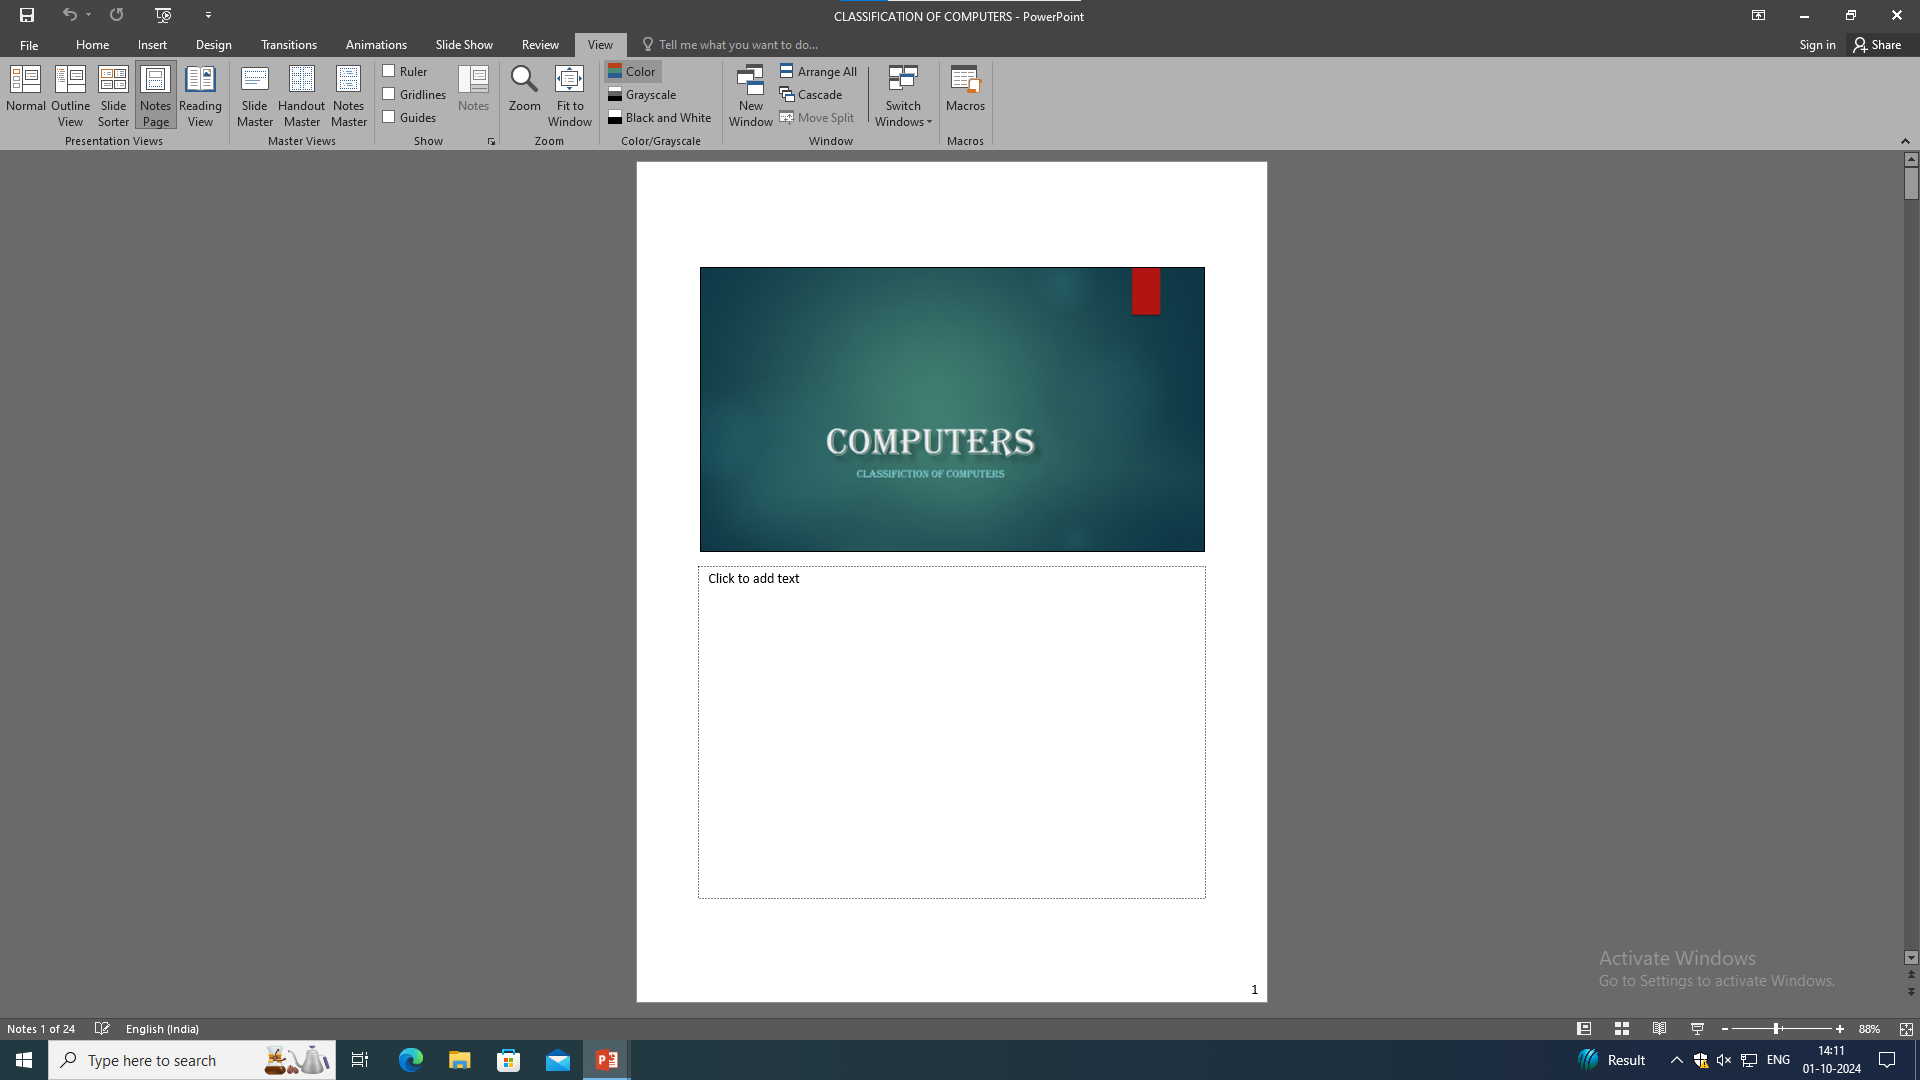 CLASSIFICATION OF COMPUTERS - PowerPoint
File Home Insert Design Transitions Animations Slide Show Review View Tell me what you want to do... Sign in Share
Normal
Outline View
Slide Sorter
Notes Page
Reading View
Presentation Views
Slide Master
Handout Master
Notes Master
Master Views
Ruler
Gridlines
Guides
Notes
Show
Zoom
Fit to Window
Zoom
Color
Grayscale
Black and White
Color/Grayscale
New Window
Arrange All
Cascade
Move Split
Switch Windows
Window
Macros
Macros
COMPUTERS
CLASSIFICTION OF COMPUTERS
Click to add text
1
Activate Windows
Go to Settings to activate Windows.
Notes 1 of 24 English (India) 88%
Type here to search Result ENG 14:11
01-10-2024